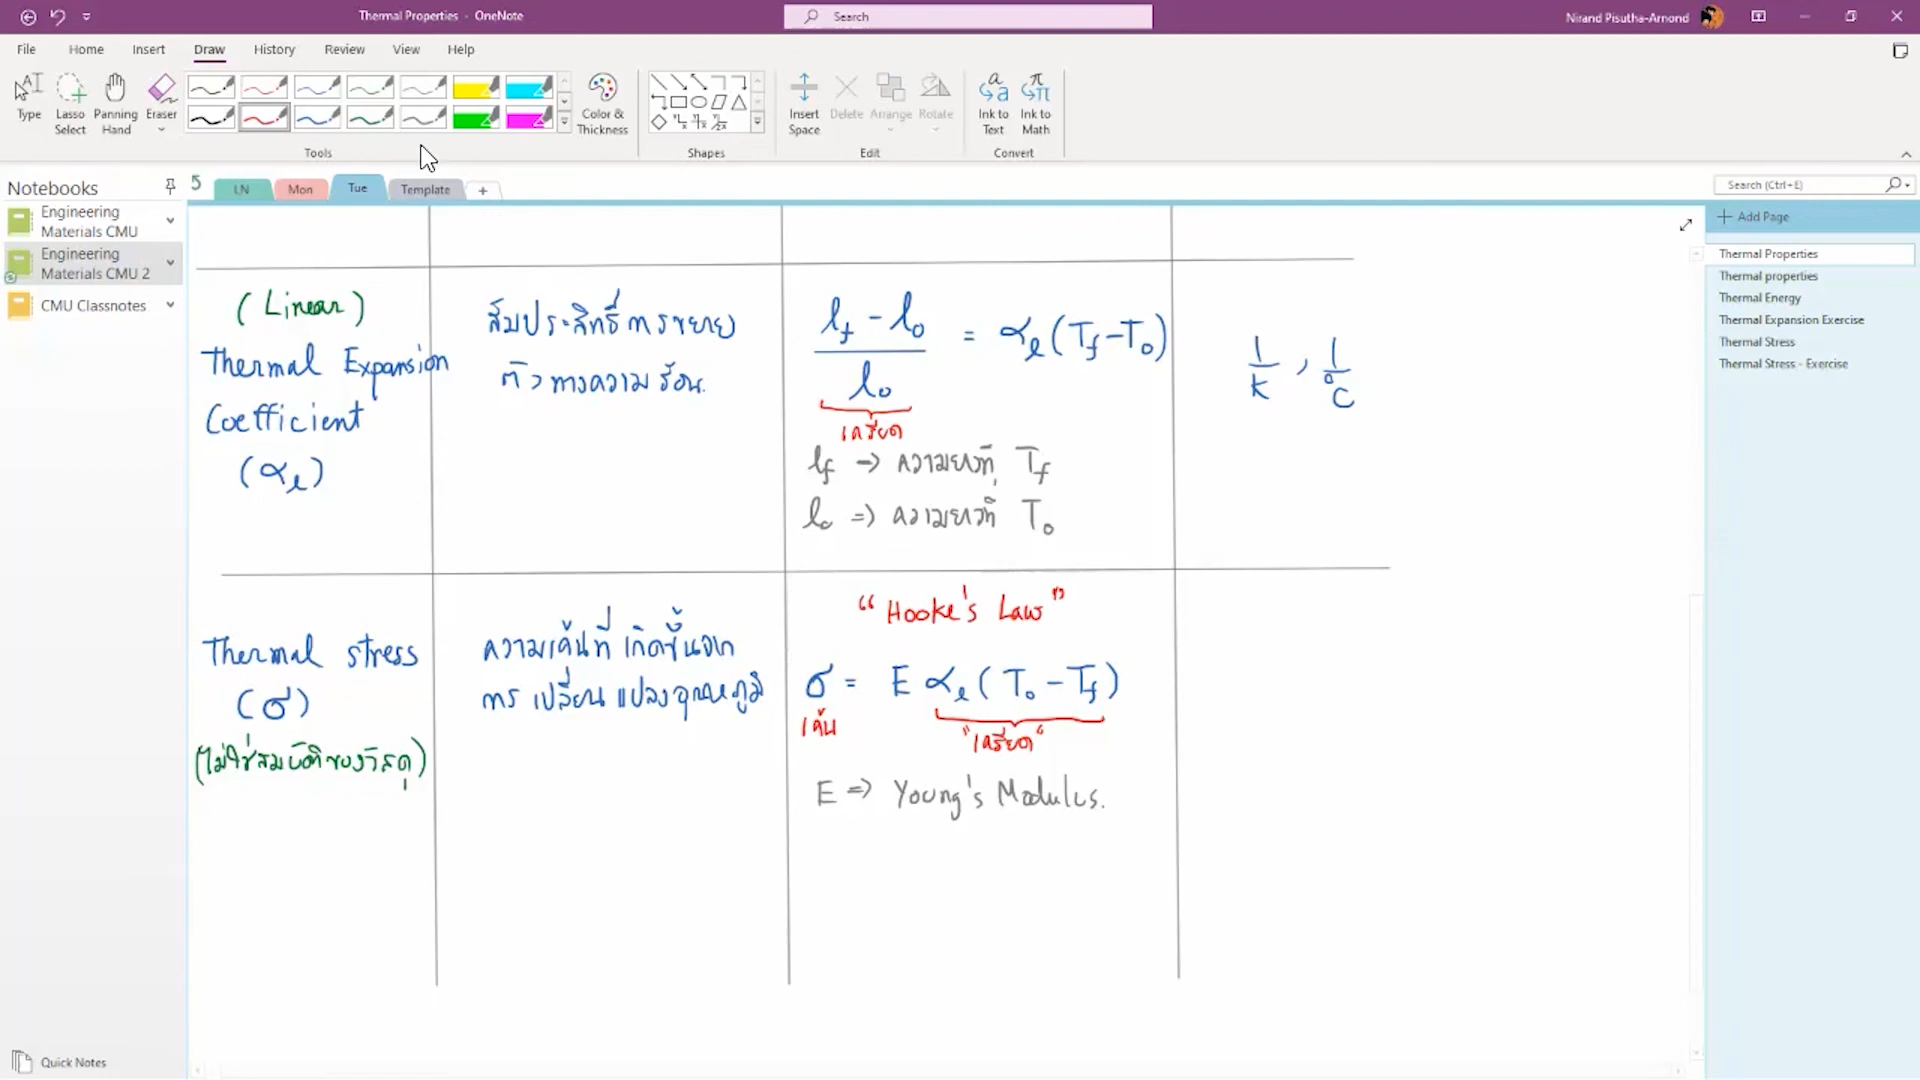 Thermal Properties - OneNote
Search
Nirand Pisutha-Arnond
File
Home
Insert
Draw
History
Review
View
Help
Type
Lasso Select
Panning Hand
Eraser
Color & Thickness
Insert Space
Delete
Arrange
Rotate
Ink to Text
Ink to Math
Tools
Shapes
Edit
Convert
Notebooks
LN
Mon
Tue
Template
Search (Ctrl+E)
Engineering
Materials CMU
Engineering
Materials CMU 2
CMU Classnotes
Quick Notes
Add Page
Thermal Properties
Thermal properties
Thermal Energy
Thermal Expansion Exercise
Thermal Stress
Thermal Stress - Exercise
(Linear)
Thermal Expansion
Coefficient
(αl)
สัมประสิทธิ์การขยาย
ตัวทางความร้อน.
lf - l0 / l0 = αl(Tf-T0)
เครียด
lf => ความยาวที่ Tf
l0 => ความยาวที่ T0
1/K , 1/°C
Thermal stress
(σ)
(ไม่ใช่สมบัติของวัสดุ)
ความเค้นที่เกิดขึ้นจาก
การเปลี่ยนแปลงอุณหภูมิ
"Hooke's Law"
σ = E αl(T0 - Tf)
เค้น
"เครียด"
E => Young's Modulus.